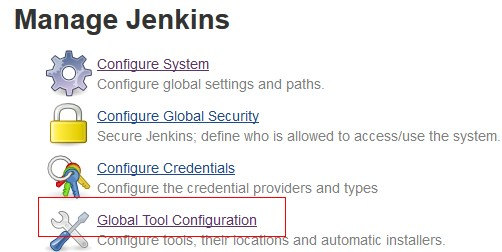 Manage Jenkins
Configure System
Configure global settings and paths.
Configure Global Security
Secure Jenkins; define who is allowed to access/use the system.
Configure Credentials
Configure the credential providers and types
Global Tool Configuration
Configure tools, their locations and automatic installers.